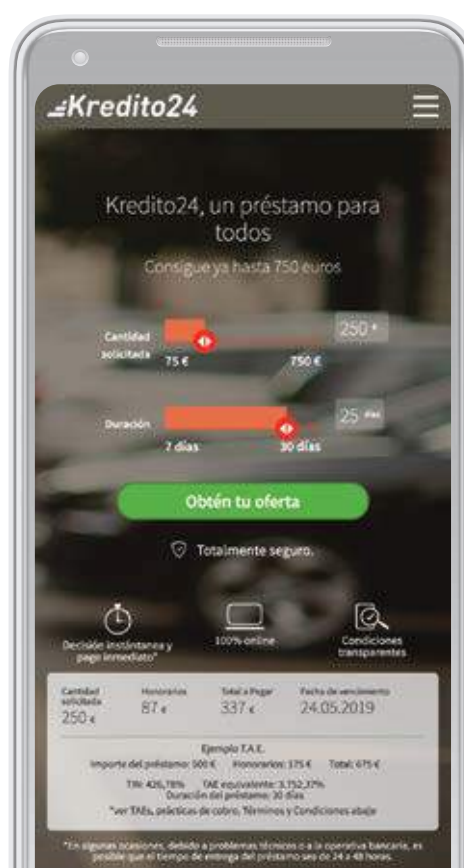 Kredito24
Kredito24, un préstamo para
todos
Consigue ya hasta 750 euros
Cantidad
solicitada
250 €
75 €
750 €
Duración
25 días
7 días
30 días
Obtén tu oferta
Totalmente seguro.
Decisión instántanea y
pago inmediato*
100% online
Condiciones
transparentes
Cantidad
solicitada
250 €
Honorarios
87 €
Total a Pagar
337 €
Fecha de vencimiento
24.05.2019
Ejemplo T.A.E.
Importe del préstamo: 500 € Honorarios: 175 € Total: 675 €
TIN: 426,78% TAE equivalente: 3.752,37%
Duración del préstamo: 30 días
*ver TAEs, prácticas de cobro, Términos y Condiciones abajo
*En algunas ocasiones, debido a problemas técnicos o a la operativa bancaria, es
posible que el tiempo de entrega del préstamo sea de 24 a 48 horas.